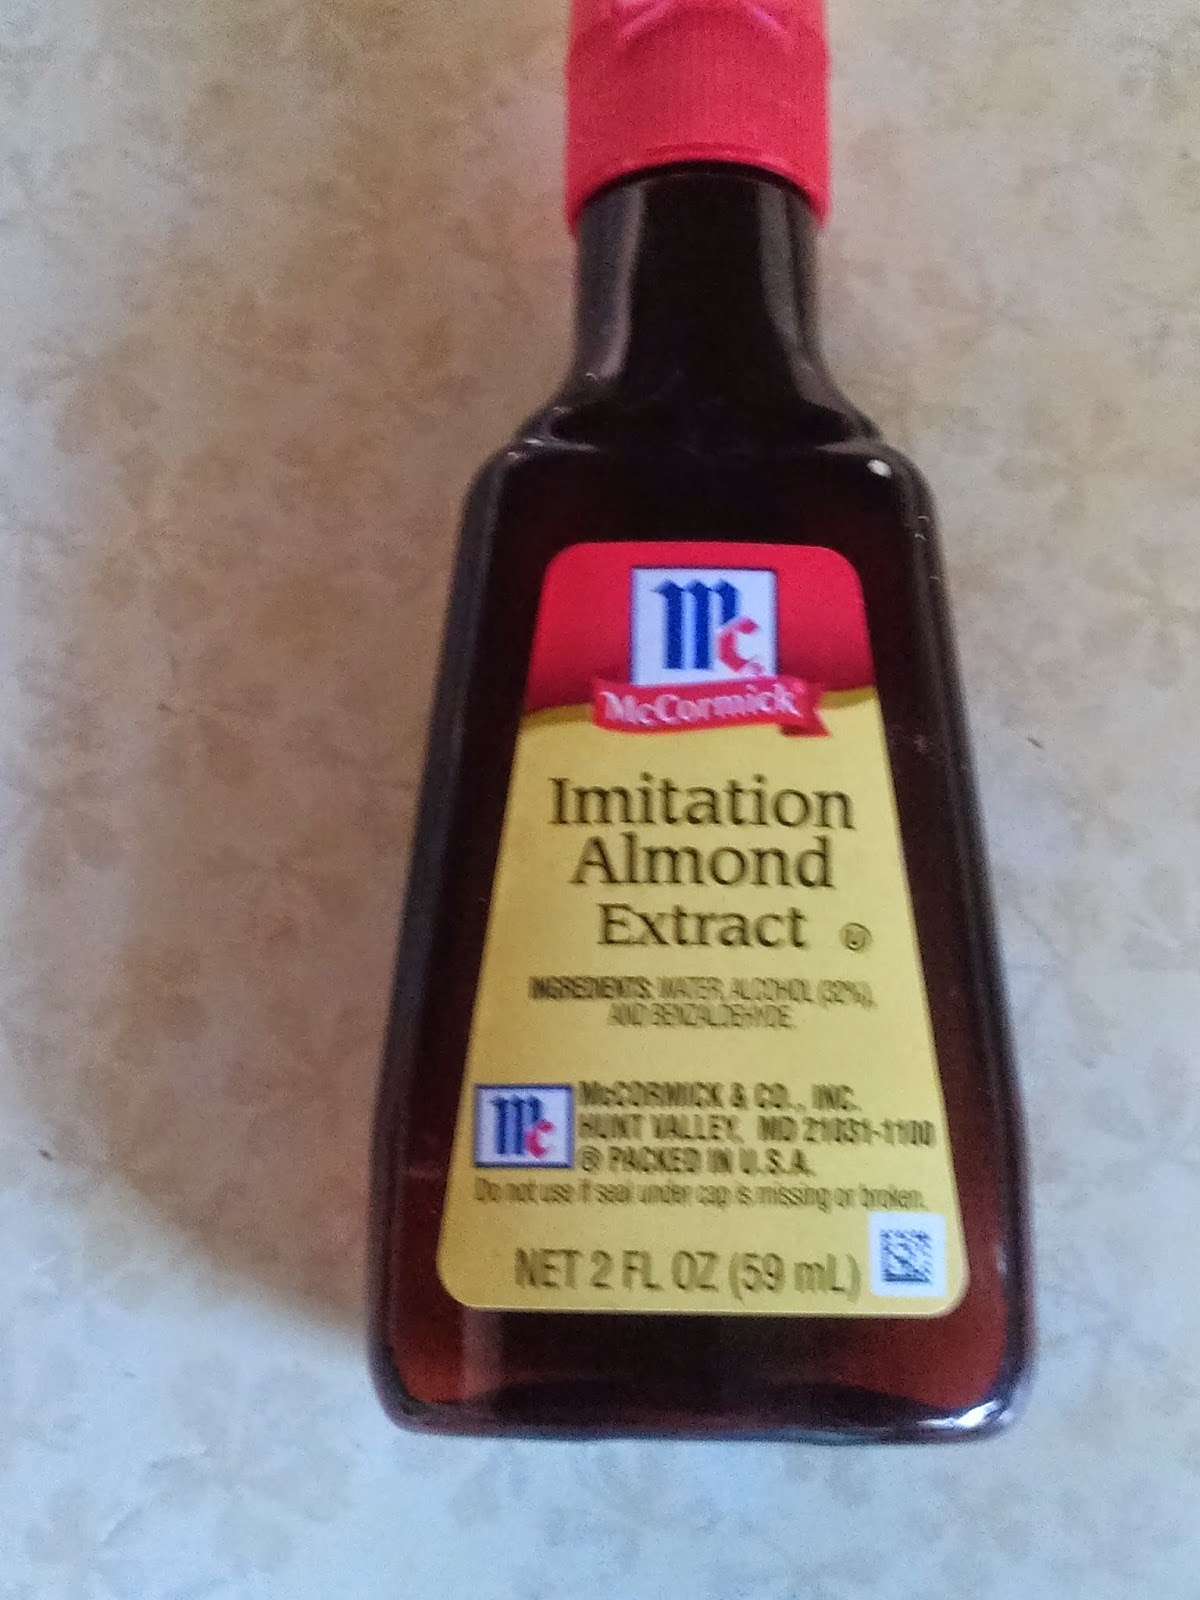 Mc®
McCormick®
Imitation
Almond
Extract Ⓤ
INGREDIENTS: WATER, ALCOHOL (32%),
AND BENZALDEHYDE.
Mc
McCORMICK & CO., INC.
HUNT VALLEY, MD 21031-1100
® PACKED IN U.S.A.
Do not use if seal under cap is missing or broken.
NET 2 FL OZ (59 mL)